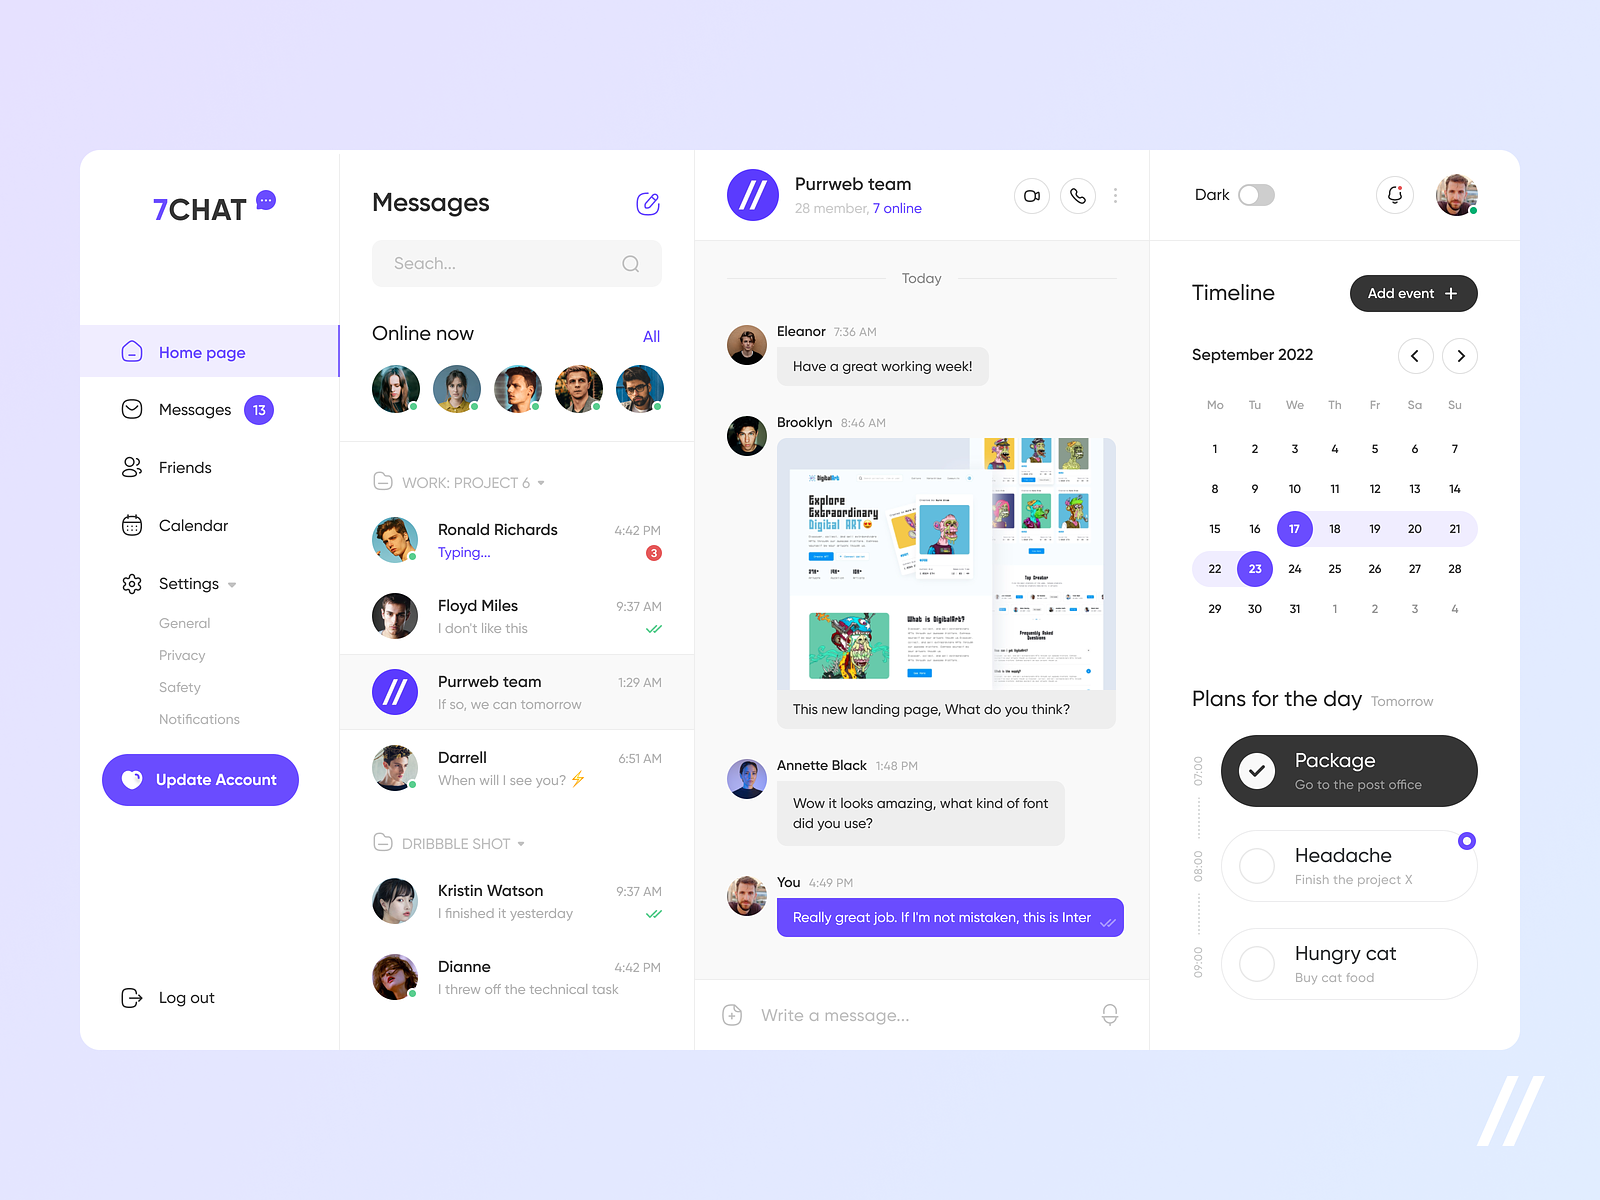 7CHAT
Home page
Messages 13
Friends
Calendar
Settings
General
Privacy
Safety
Notifications
Update Account
Log out
Messages
Seach...
Online now All
WORK: PROJECT 6
Ronald Richards 4:42 PM
Typing... 3
Floyd Miles 9:37 AM
I don't like this
Purrweb team 1:29 AM
If so, we can tomorrow
Darrell 6:51 AM
When will I see you? ⚡
DRIBBBLE SHOT
Kristin Watson 9:37 AM
I finished it yesterday
Dianne 4:42 PM
I threw off the technical task
Purrweb team
28 member, 7 online
Today
Eleanor 7:36 AM
Have a great working week!
Brooklyn 8:46 AM
DigitalArt
Explore
Extraordinary
Digital ART
What is DigitalArt?
Top Creator
Frequently Asked
Questions
This new landing page, What do you think?
Annette Black 1:48 PM
Wow it looks amazing, what kind of font
did you use?
You 4:49 PM
Really great job. If I'm not mistaken, this is Inter
Write a message...
Dark
Timeline
Add event +
September 2022
Mo Tu We Th Fr Sa Su
1 2 3 4 5 6 7
8 9 10 11 12 13 14
15 16 17 18 19 20 21
22 23 24 25 26 27 28
29 30 31 1 2 3 4
Plans for the day Tomorrow
07:00
Package
Go to the post office
08:00
Headache
Finish the project X
09:00
Hungry cat
Buy cat food